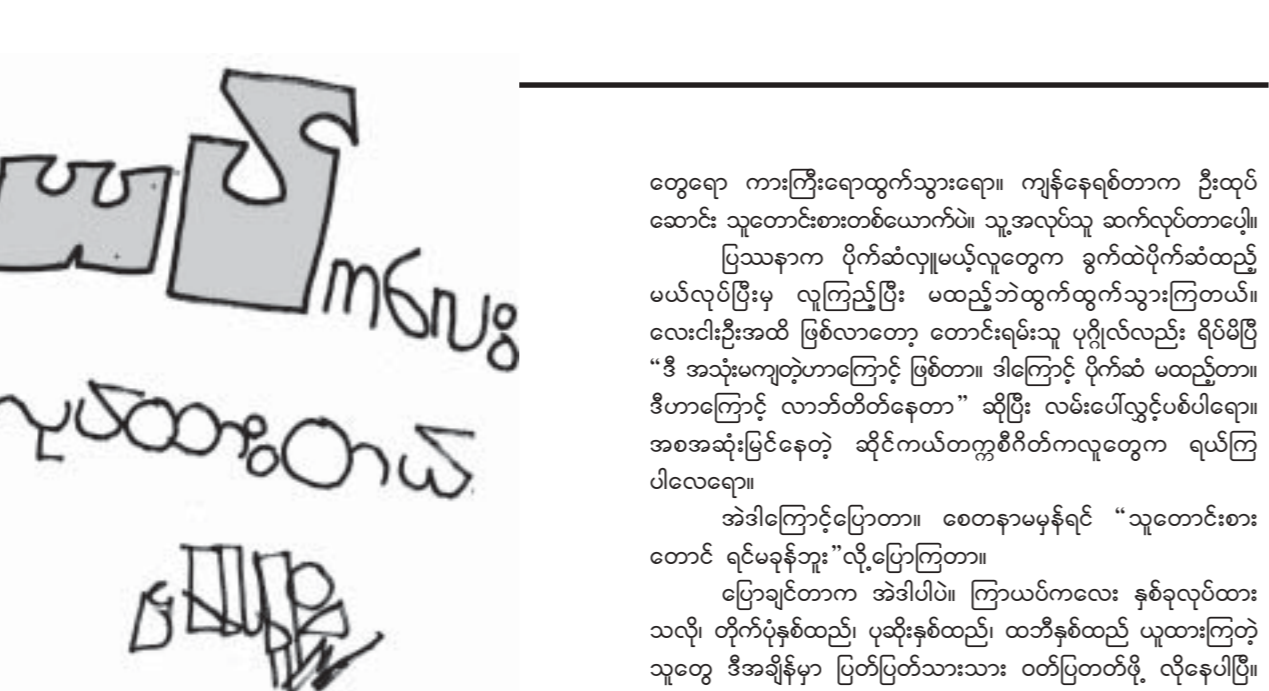 ယပ်
ကလေး
လုပ်ထားတယ်
တွေရော ကားကြီးရောထွက်သွားရော။ ကျန်နေရစ်တာက ဦးထုပ်
ဆောင်း သူတောင်းစားတစ်ယောက်ပဲ။ သူ့အလုပ်သူ ဆက်လုပ်တာပေါ့။
ပြဿနာက ပိုက်ဆံလှူမယ့်လူတွေက ခွက်ထဲပိုက်ဆံထည့်
မယ်လုပ်ပြီးမှ လူကြည့်ပြီး မထည့်ဘဲထွက်ထွက်သွားကြတယ်။
လေးငါးဦးအထိ ဖြစ်လာတော့ တောင်းရမ်းသူ ပုဂ္ဂိုလ်လည်း ရိပ်မိပြီ
“ဒီ အသုံးမကျတဲ့ဟာကြောင့် ဖြစ်တာ။ ဒါကြောင့် ပိုက်ဆံ မထည့်တာ။
ဒီဟာကြောင့် လာဘ်တိတ်နေတာ” ဆိုပြီး လမ်းပေါ်လွှင့်ပစ်ပါရော။
အစအဆုံးမြင်နေတဲ့ ဆိုင်ကယ်တက္ကစီဂိတ်ကလူတွေက ရယ်ကြ
ပါလေရော။
အဲဒါကြောင့်ပြောတာ။ စေတနာမမှန်ရင် “သူတောင်းစား
တောင် ရင်မခုန်ဘူး”လို့ပြောကြတာ။
ပြောချင်တာက အဲဒါပါပဲ။ ကြာယပ်ကလေး နှစ်ခုလုပ်ထား
သလို၊ တိုက်ပုံနှစ်ထည်၊ ပုဆိုးနှစ်ထည်၊ ထဘီနှစ်ထည် ယူထားကြတဲ့
သူတွေ ဒီအချိန်မှာ ပြတ်ပြတ်သားသား ဝတ်ပြတတ်ဖို့ လိုနေပါပြီ။